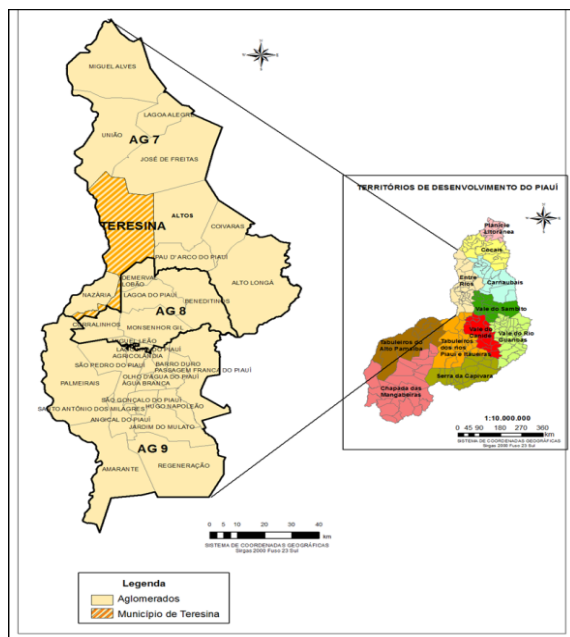 MIGUEL ALVES
LAGOA ALEGRE
UNIÃO
AG 7
JOSÉ DE FREITAS
TERESINA
ALTOS
COIVARAS
PAU D'ARCO DO PIAUÍ
DEMERVAL
LOBÃO
ALTO LONGÁ
NAZÁRIA
LAGOA DO PIAUÍ
BENEDITINOS
AG 8
CURRALINHOS
MONSENHOR GIL
MIGUEL LEÃO
AGRICOLÂNDIA
BARRO DURO
SÃO PEDRO DO PIAUÍ
PASSAGEM FRANCA DO PIAUÍ
OLHO D'ÁGUA DO PIAUÍ
PALMEIRAIS
ÁGUA BRANCA
SÃO GONÇALO DO PIAUÍ
HUGO NAPOLEÃO
SANTO ANTÔNIO DOS MILAGRES
ANGICAL DO PIAUÍ
JARDIM DO MULATO
AG 9
AMARANTE
REGENERAÇÃO
0 5 10 20 30 40
km
SISTEMA DE COORDENADAS GEOGRÁFICAS
Sirgas 2000 Fuso 23 Sul
Legenda
Aglomerados
Município de Teresina
TERRITÓRIOS DE DESENVOLVIMENTO DO PIAUÍ
Planície
Litorânea
Cocais
Entre
Rios
Carnaubais
Vale do Sambito
Vale do
Canindé
Vale do Rio
Guaribas
Tabuleiros do
Alto Parnaíba
Tabuleiros
dos rios
Piauí e Itaueiras
Serra da Capivara
Chapada das
Mangabeiras
1:10.000.000
0 45 90 180 270 360
km
SISTEMA DE COORDENADAS GEOGRÁFICAS
Sirgas 2000 Fuso 23 Sul